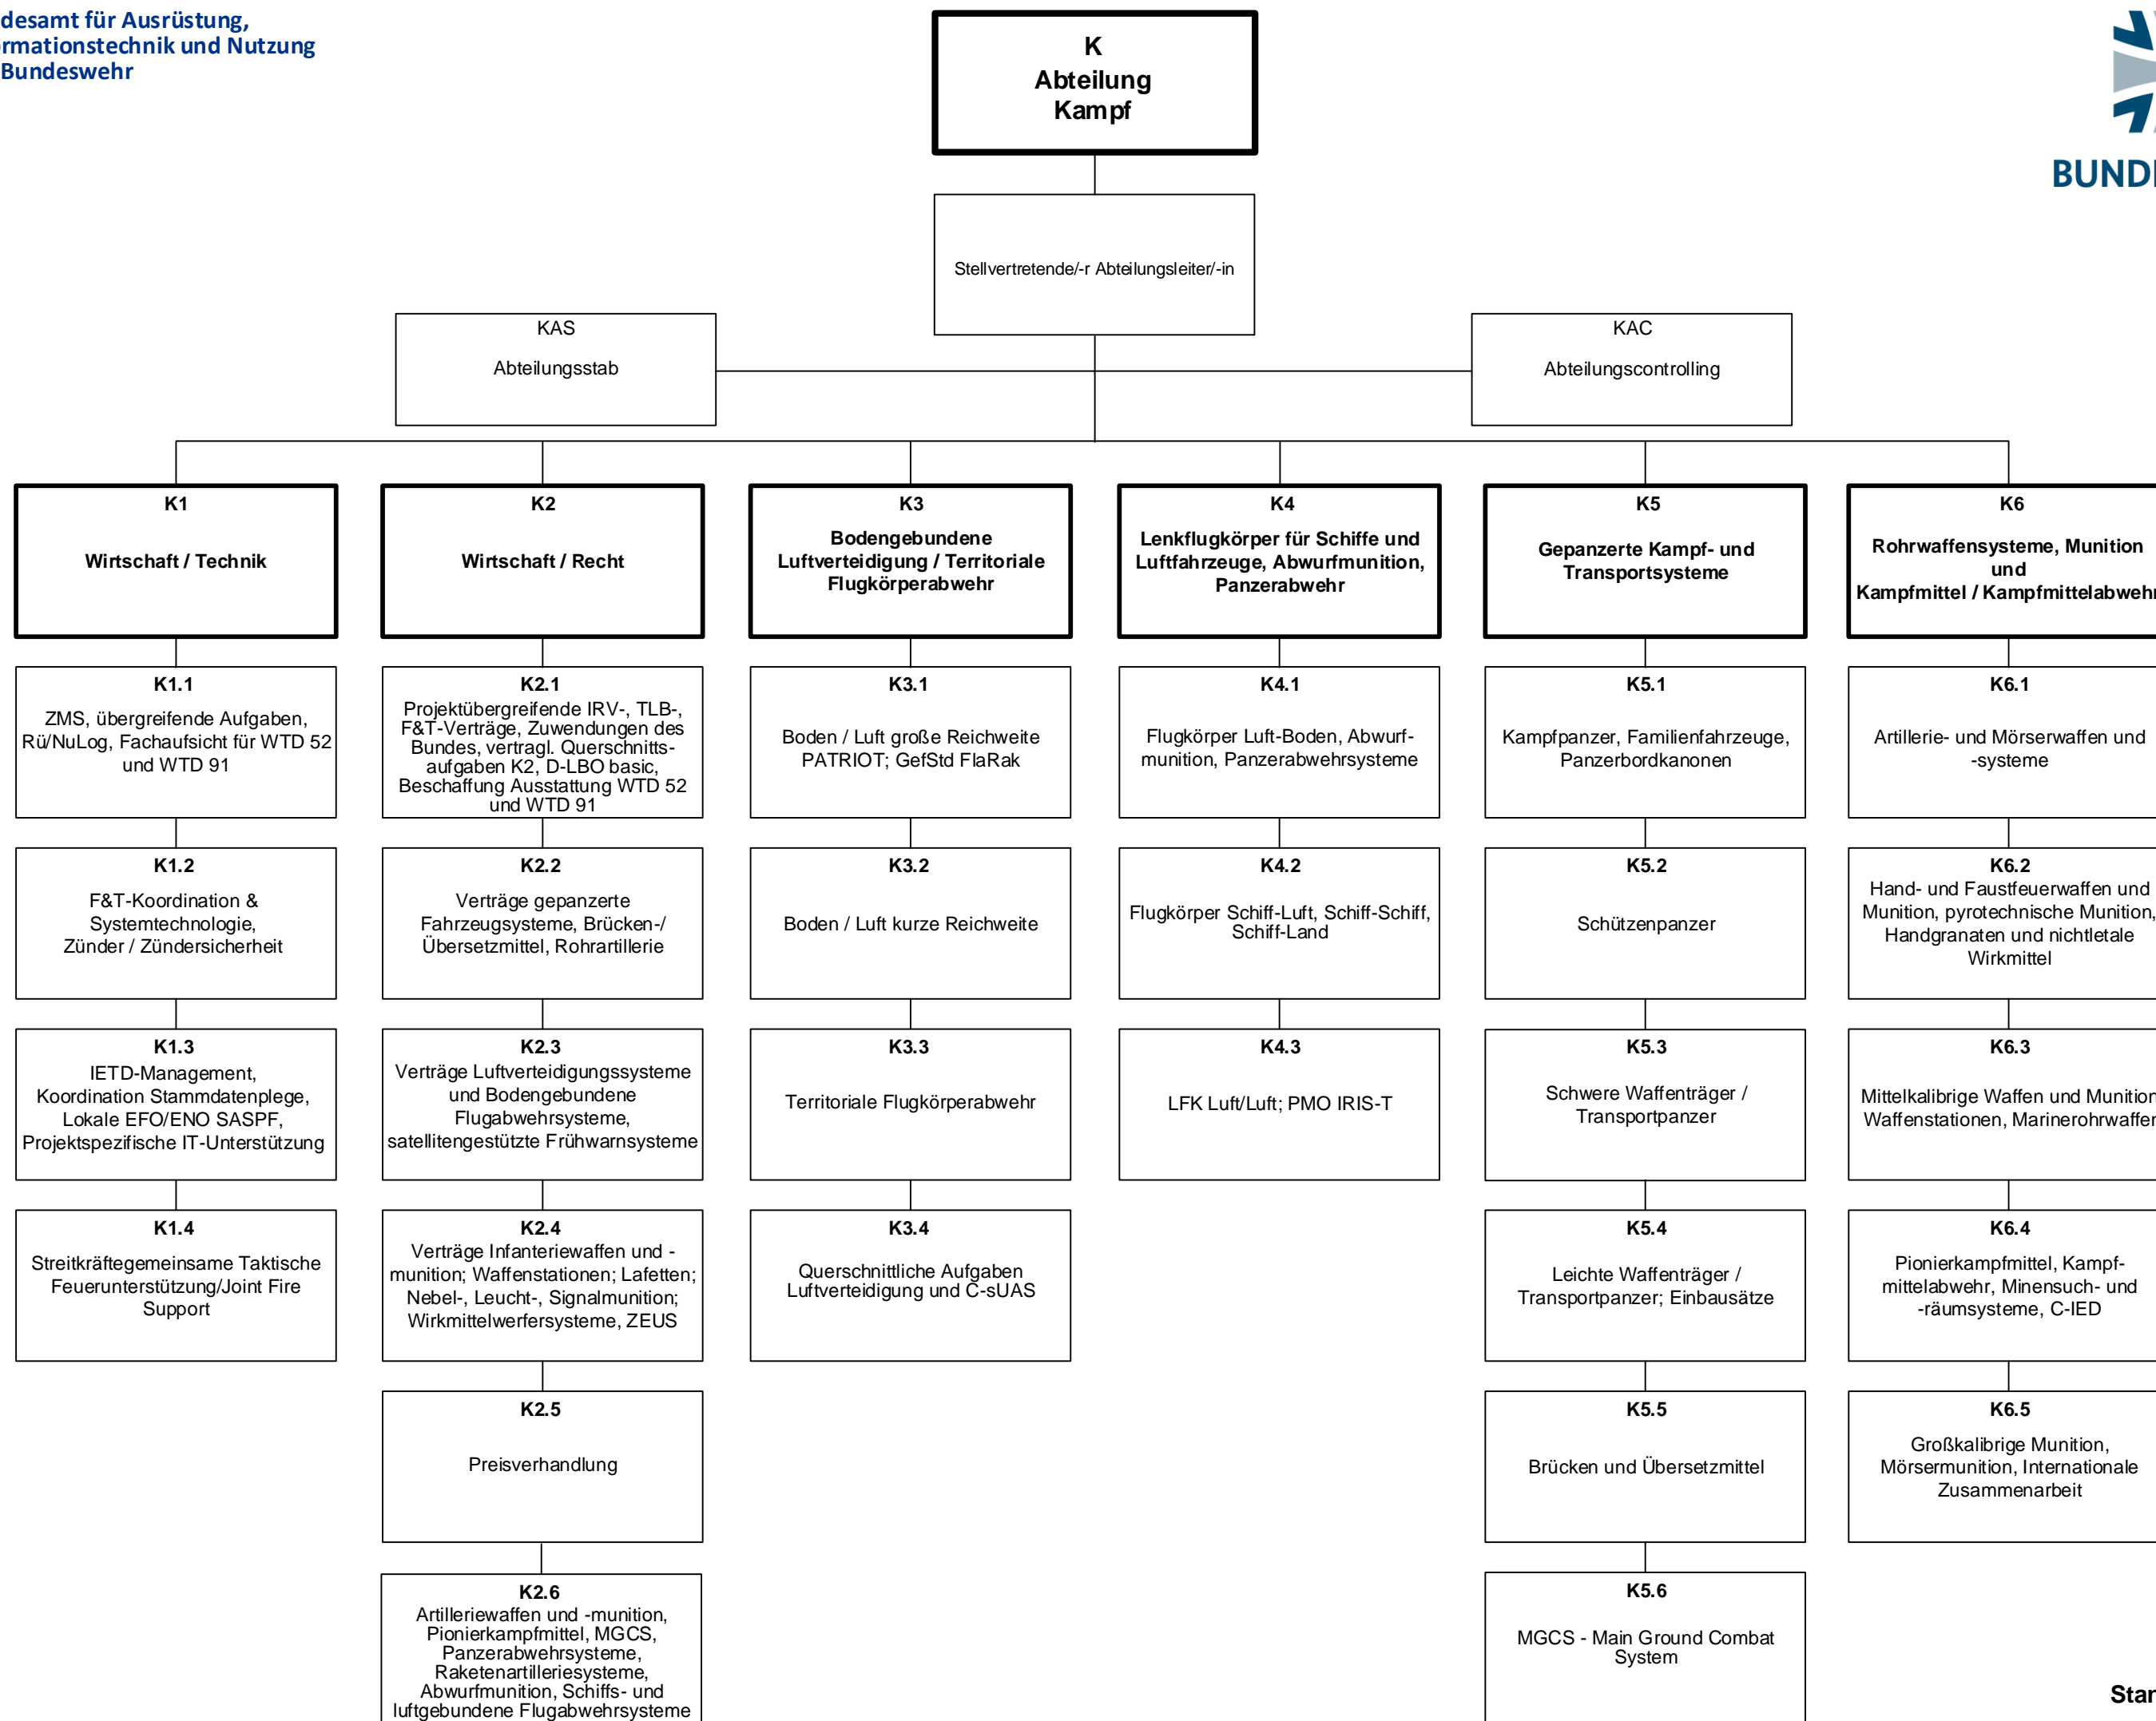 desamt für Ausrüstung,
ormationstechnik und Nutzung
Bundeswehr
K
Abteilung
Kampf
BUND
Stellvertretende/-r Abteilungsleiter/-in
KAS
Abteilungsstab
KAC
Abteilungscontrolling
K1
Wirtschaft / Technik
K2
Wirtschaft / Recht
K3
Bodengebundene
Luftverteidigung / Territoriale
Flugkörperabwehr
K4
Lenkflugkörper für Schiffe und
Luftfahrzeuge, Abwurfmunition,
Panzerabwehr
K5
Gepanzerte Kampf- und
Transportsysteme
K6
Rohrwaffensysteme, Munition
und
Kampfmittel / Kampfmittelabwehr
K1.1
ZMS, übergreifende Aufgaben,
Rü/NuLog, Fachaufsicht für WTD 52
und WTD 91
K2.1
Projektübergreifende IRV-, TLB-,
F&T-Verträge, Zuwendungen des
Bundes, vertragl. Querschnitts-
aufgaben K2, D-LBO basic,
Beschaffung Ausstattung WTD 52
und WTD 91
K3.1
Boden / Luft große Reichweite
PATRIOT; GefStd FlaRak
K4.1
Flugkörper Luft-Boden, Abwurf-
munition, Panzerabwehrsysteme
K5.1
Kampfpanzer, Familienfahrzeuge,
Panzerbordkanonen
K6.1
Artillerie- und Mörserwaffen und
-systeme
K1.2
F&T-Koordination &
Systemtechnologie,
Zünder / Zündersicherheit
K2.2
Verträge gepanzerte
Fahrzeugsysteme, Brücken-/
Übersetzmittel, Rohrartillerie
K3.2
Boden / Luft kurze Reichweite
K4.2
Flugkörper Schiff-Luft, Schiff-Schiff,
Schiff-Land
K5.2
Schützenpanzer
K6.2
Hand- und Faustfeuerwaffen und
Munition, pyrotechnische Munition,
Handgranaten und nichtletale
Wirkmittel
K1.3
IETD-Management,
Koordination Stammdatenplege,
Lokale EFO/ENO SASPF,
Projektspezifische IT-Unterstützung
K2.3
Verträge Luftverteidigungssysteme
und Bodengebundene
Flugabwehrsysteme,
satellitengestützte Frühwarnsysteme
K3.3
Territoriale Flugkörperabwehr
K4.3
LFK Luft/Luft; PMO IRIS-T
K5.3
Schwere Waffenträger /
Transportpanzer
K6.3
Mittelkalibrige Waffen und Munition
Waffenstationen, Marinerohrwaffen
K1.4
Streitkräftegemeinsame Taktische
Feuerunterstützung/Joint Fire
Support
K2.4
Verträge Infanteriewaffen und -
munition; Waffenstationen; Lafetten;
Nebel-, Leucht-, Signalmunition;
Wirkmittelwerfersysteme, ZEUS
K3.4
Querschnittliche Aufgaben
Luftverteidigung und C-sUAS
K5.4
Leichte Waffenträger /
Transportpanzer; Einbausätze
K6.4
Pionierkampfmittel, Kampf-
mittelabwehr, Minensuch- und
-räumsysteme, C-IED
K2.5
Preisverhandlung
K5.5
Brücken und Übersetzmittel
K6.5
Großkalibrige Munition,
Mörsermunition, Internationale
Zusammenarbeit
K2.6
Artilleriewaffen und -munition,
Pionierkampfmittel, MGCS,
Panzerabwehrsysteme,
Raketenartilleriesysteme,
Abwurfmunition, Schiffs- und
luftgebundene Flugabwehrsysteme
K5.6
MGCS - Main Ground Combat
System
Stan